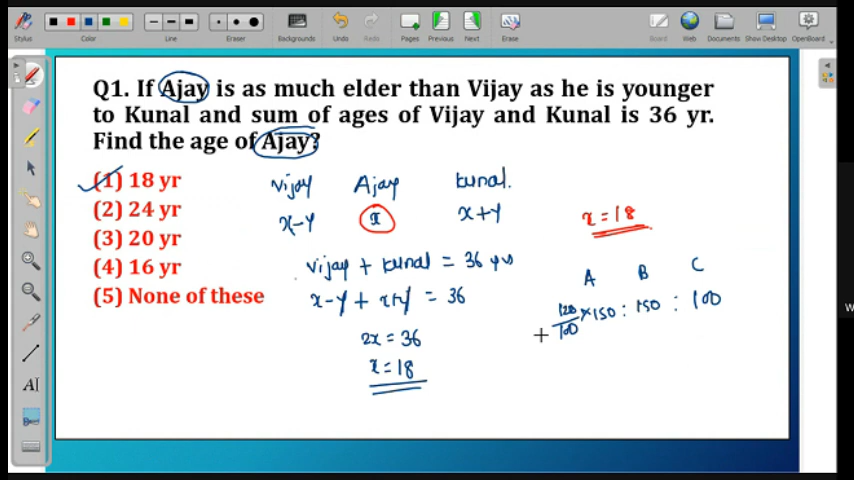 Stylus
Color
Line
Eraser
Backgrounds
Undo
Redo
Pages
Previous
Next
Erase
Board
Web
Documents
Show Desktop
OpenBoard
Q1. If Ajay is as much elder than Vijay as he is younger
to Kunal and sum of ages of Vijay and Kunal is 36 yr.
Find the age of Ajay?
(1) 18 yr
(2) 24 yr
(3) 20 yr
(4) 16 yr
(5) None of these
Vijay Ajay Kunal.
x-y x x+y
x=18
Vijay + Kunal = 36 yrs
x-y + x+y = 36
2x = 36
x = 18
A B C
120/100 × 150 : 150 : 100
AI
W